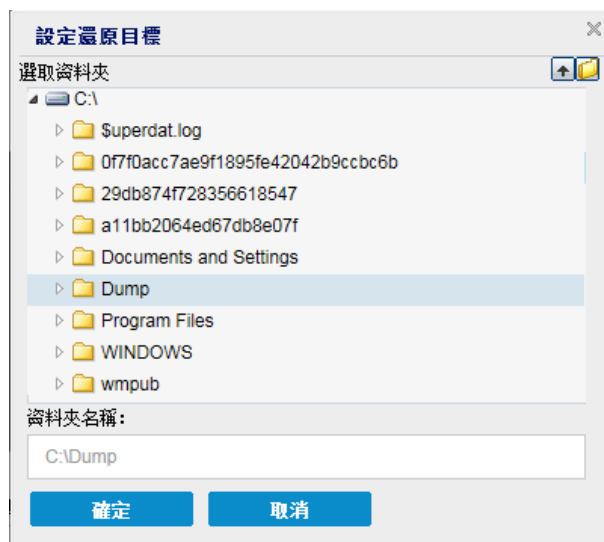 設定還原目標
選取資料夾
C:\
$uperdat.log
0f7f0acc7ae9f1895fe42042b9ccbc6b
29db874f728356618547
a11bb2064ed67db8e07f
Documents and Settings
Dump
Program Files
WINDOWS
wmpub
資料夾名稱:
C:\Dump
確定 取消